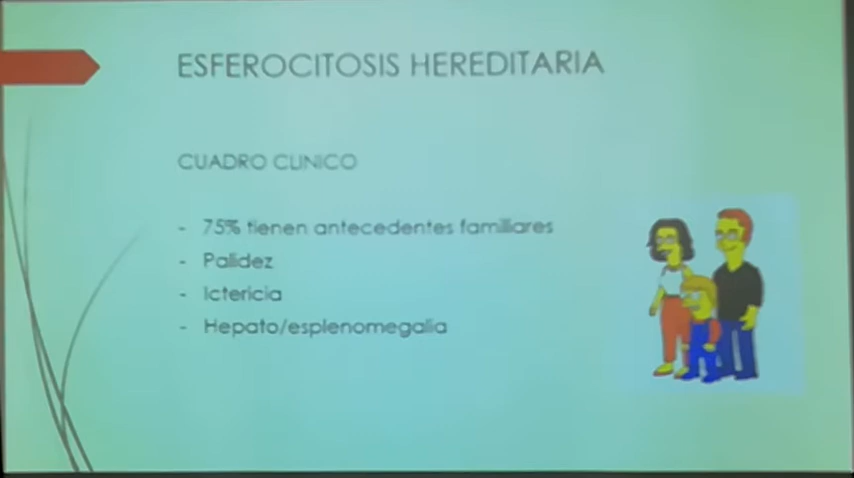 ESFEROCITOSIS HEREDITARIA
CUADRO CLINICO
- 75% tienen antecedentes familiares
- Palidez
- Ictericia
- Hepato/esplenomegalia